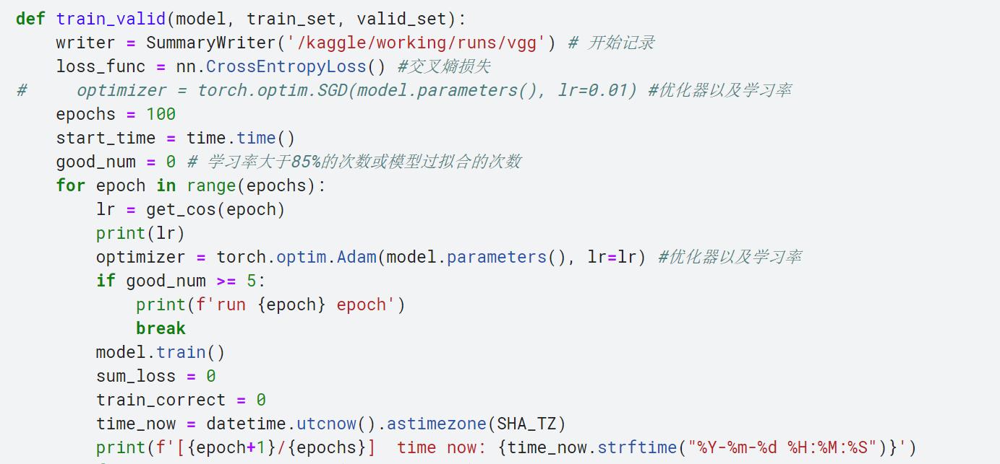 def train_valid(model, train_set, valid_set):
    writer = SummaryWriter('/kaggle/working/runs/vgg') # 开始记录
    loss_func = nn.CrossEntropyLoss() #交叉熵损失
#     optimizer = torch.optim.SGD(model.parameters(), lr=0.01) #优化器以及学习率
    epochs = 100
    start_time = time.time()
    good_num = 0 # 学习率大于85%的次数或模型过拟合的次数
    for epoch in range(epochs):
        lr = get_cos(epoch)
        print(lr)
        optimizer = torch.optim.Adam(model.parameters(), lr=lr) #优化器以及学习率
        if good_num >= 5:
            print(f'run {epoch} epoch')
            break
        model.train()
        sum_loss = 0
        train_correct = 0
        time_now = datetime.utcnow().astimezone(SHA_TZ)
        print(f'[{epoch+1}/{epochs}]  time now: {time_now.strftime("%Y-%m-%d %H:%M:%S")}')